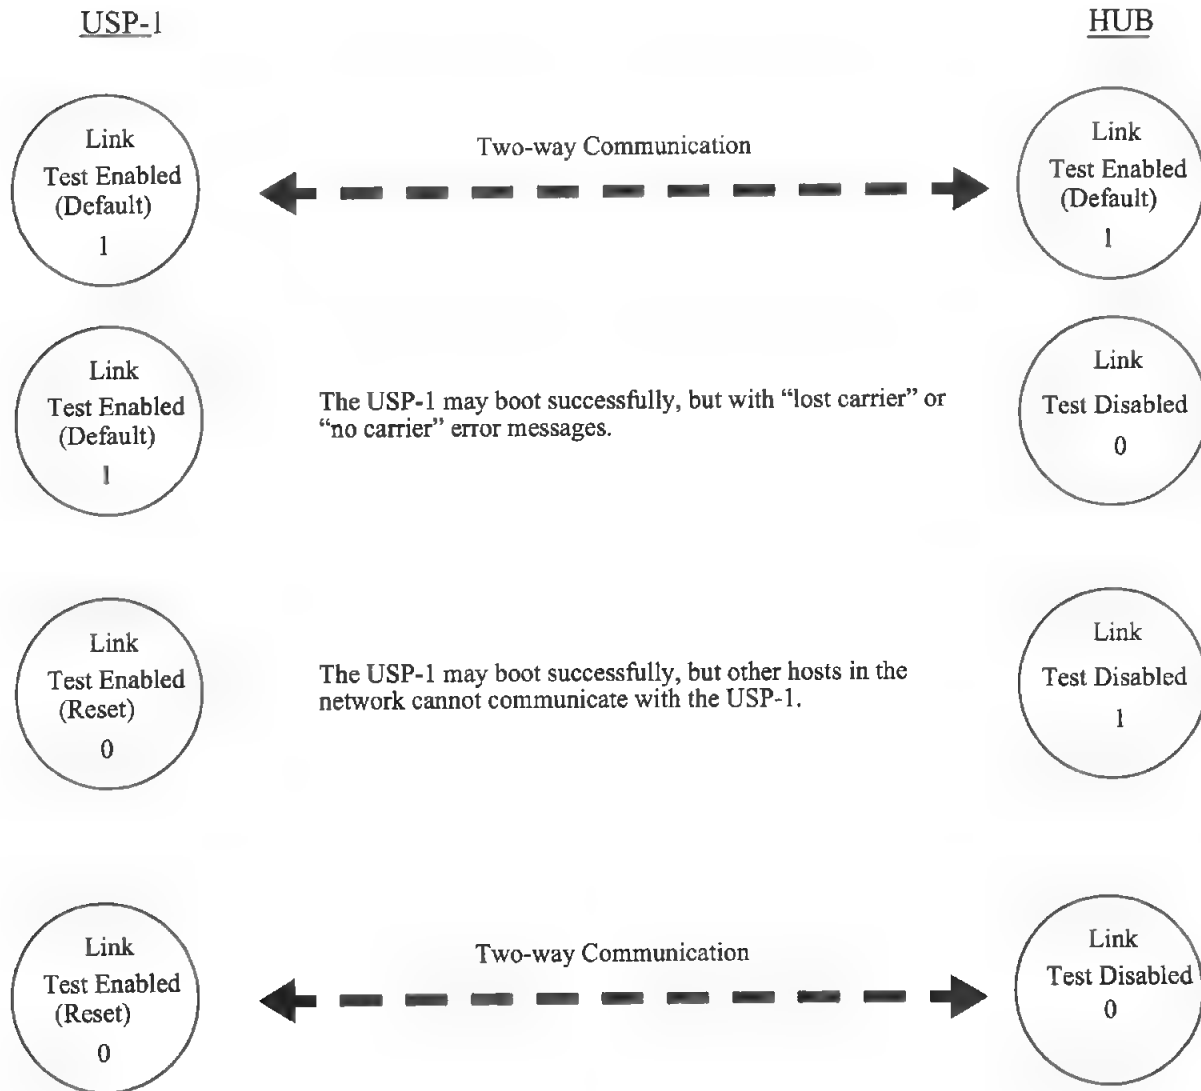 USP-1
HUB
Link
Test Enabled
(Default)
1
Two-way Communication
Link
Test Enabled
(Default)
1
Link
Test Enabled
(Default)
1
The USP-1 may boot successfully, but with “lost carrier” or
“no carrier” error messages.
Link
Test Disabled
0
Link
Test Enabled
(Reset)
0
The USP-1 may boot successfully, but other hosts in the
network cannot communicate with the USP-1.
Link
Test Disabled
1
Link
Test Enabled
(Reset)
0
Two-way Communication
Link
Test Disabled
0